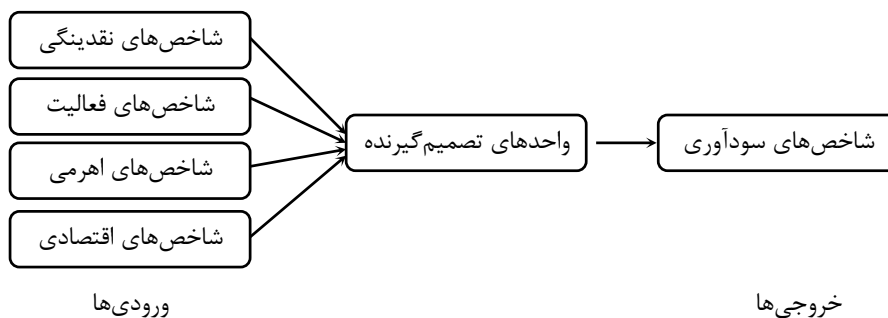 شاخص‌های نقدینگی
شاخص‌های فعالیت
شاخص‌های اهرمی
شاخص‌های اقتصادی
واحدهای تصمیم‌گیرنده
شاخص‌های سودآوری
ورودی‌ها
خروجی‌ها